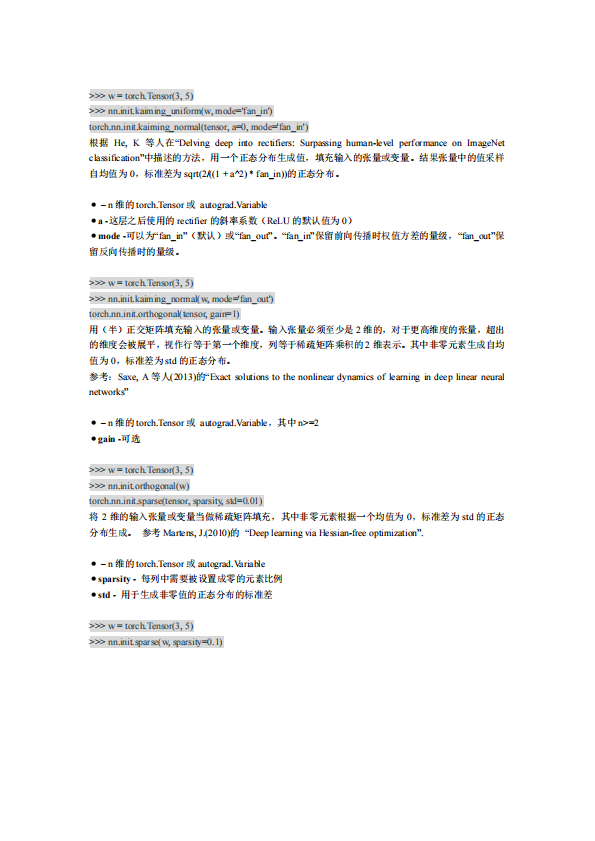 >>> w = torch.Tensor(3, 5)
>>> nn.init.kaiming_uniform(w, mode='fan_in')
torch.nn.init.kaiming_normal(tensor, a=0, mode='fan_in')
根据 He, K 等人在“Delving deep into rectifiers: Surpassing human-level performance on ImageNet
classification”中描述的方法，用一个正态分布生成值，填充输入的张量或变量。结果张量中的值采样
自均值为 0，标准差为 sqrt(2/((1 + a^2) * fan_in))的正态分布。
● – n 维的 torch.Tensor 或 autograd.Variable
● a -这层之后使用的 rectifier 的斜率系数（ReLU 的默认值为 0）
● mode -可以为“fan_in”（默认）或“fan_out”。“fan_in”保留前向传播时权值方差的量级，“fan_out”保
留反向传播时的量级。
>>> w = torch.Tensor(3, 5)
>>> nn.init.kaiming_normal(w, mode='fan_out')
torch.nn.init.orthogonal(tensor, gain=1)
用（半）正交矩阵填充输入的张量或变量。输入张量必须至少是 2 维的，对于更高维度的张量，超出
的维度会被展平，视作行等于第一个维度，列等于稀疏矩阵乘积的 2 维表示。其中非零元素生成自均
值为 0，标准差为 std 的正态分布。
参考：Saxe, A 等人(2013)的“Exact solutions to the nonlinear dynamics of learning in deep linear neural
networks”
● – n 维的 torch.Tensor 或 autograd.Variable，其中 n>=2
● gain -可选
>>> w = torch.Tensor(3, 5)
>>> nn.init.orthogonal(w)
torch.nn.init.sparse(tensor, sparsity, std=0.01)
将 2 维的输入张量或变量当做稀疏矩阵填充，其中非零元素根据一个均值为 0，标准差为 std 的正态
分布生成。 参考 Martens, J.(2010)的 “Deep learning via Hessian-free optimization”.
● – n 维的 torch.Tensor 或 autograd.Variable
● sparsity - 每列中需要被设置成零的元素比例
● std - 用于生成非零值的正态分布的标准差
>>> w = torch.Tensor(3, 5)
>>> nn.init.sparse(w, sparsity=0.1)